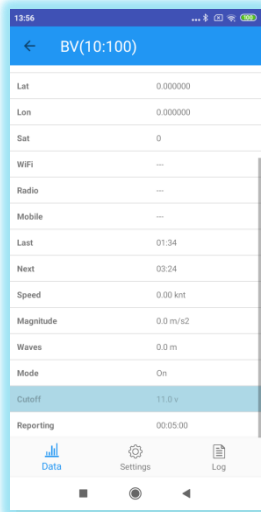 13:56 ... 100
BV(10:100)
Lat 0.000000
Lon 0.000000
Sat 0
WiFi ---
Radio ---
Mobile ---
Last 01:34
Next 03:24
Speed 0.00 knt
Magnitude 0.0 m/s2
Waves 0.0 m
Mode On
Cutoff 11.0 v
Reporting 00:05:00
Data Settings Log